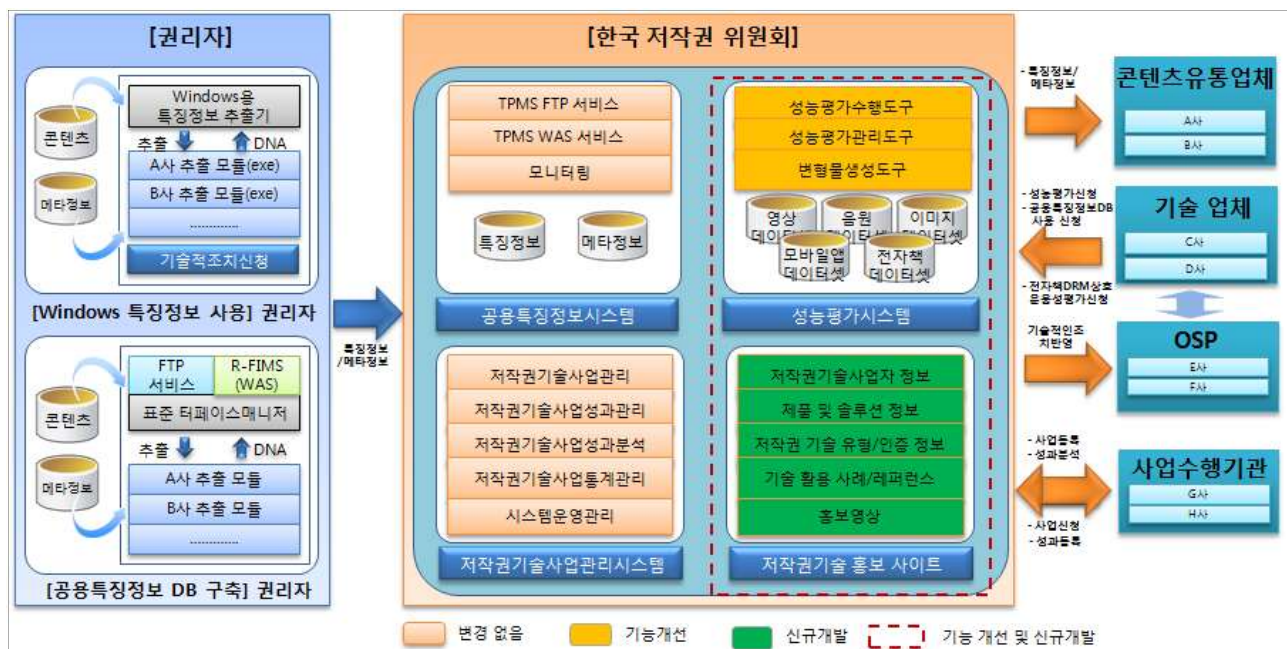 [권리자]
콘텐츠
메타정보
Windows용
특징정보 추출기
추출
DNA
A사 추출 모듈(exe)
B사 추출 모듈(exe)
.............
기술적조치신청
[Windows 특징정보 사용] 권리자
콘텐츠
메타정보
FTP
서비스
R-FIMS
(WAS)
표준 터페이스매니저
추출
DNA
A사 추출 모듈
B사 추출 모듈
.............
[공용특징정보 DB 구축] 권리자
특징정보
/메타정보
[한국 저작권 위원회]
TPMS FTP 서비스
TPMS WAS 서비스
모니터링
특징정보
메타정보
공용특징정보시스템
성능평가수행도구
성능평가관리도구
변형물생성도구
영상
데이터셋
음원
데이터셋
이미지
데이터셋
모바일앱
데이터셋
전자책
데이터셋
성능평가시스템
저작권기술사업관리
저작권기술사업성과관리
저작권기술사업성과분석
저작권기술사업통계관리
시스템운영관리
저작권기술사업관리시스템
저작권기술사업자 정보
제품 및 솔루션 정보
저작권 기술 유형/인증 정보
기술 활용 사례/레퍼런스
홍보영상
저작권기술 홍보 사이트
- 특징정보/
메타정보
콘텐츠유통업체
A사
B사
- 성능평가신청
- 공용특징정보DB
사용 신청
- 전자책DRM상호
운용성평가신청
기술 업체
C사
D사
기술적인조
치반영
OSP
E사
F사
- 사업등록
- 성과분석
- 사업신청
- 성과등록
사업수행기관
G사
H사
변경 없음
기능개선
신규개발
기능 개선 및 신규개발